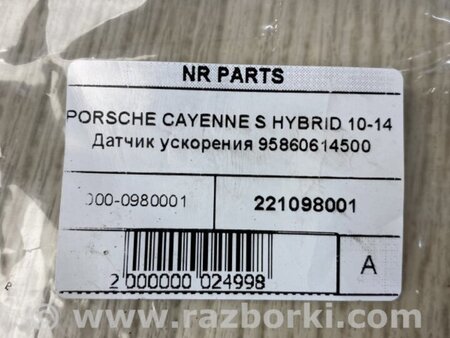 NR PARTS
PORSCHE CAYENNE S HYBRID 10-14
Датчик ускорения 95860614500
000-0980001
221098001
2 000000 024998
A
www.razborki.com